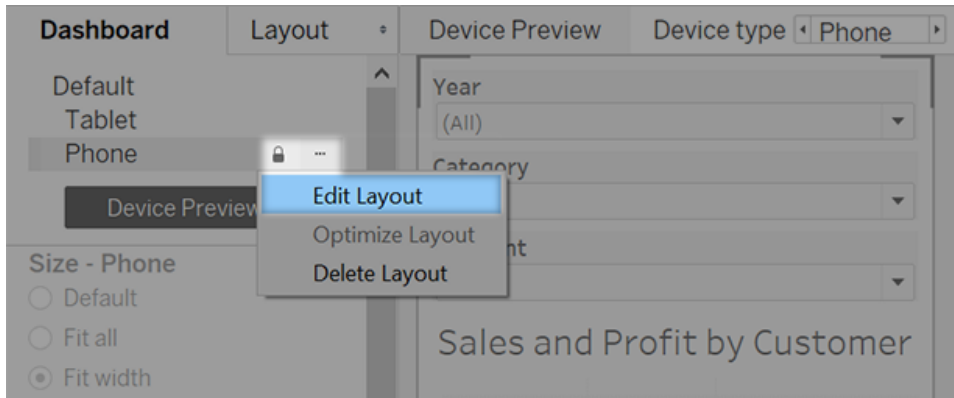 Dashboard Layout Device Preview Device type Phone
Default
Tablet
Phone
Device Preview
Size - Phone
Default
Fit all
Fit width
Edit Layout
Optimize Layout
Delete Layout
Year
(All)
Category
Sales and Profit by Customer